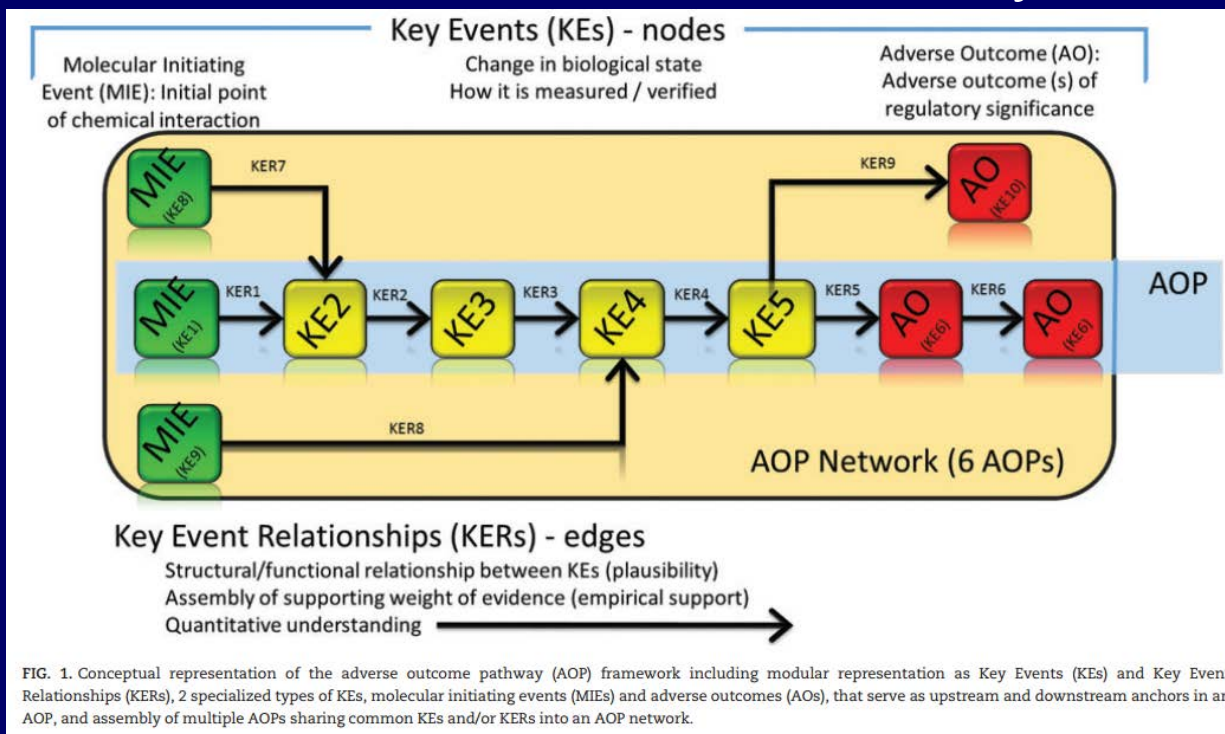 Key Events (KEs) - nodes
Molecular Initiating
Event (MIE): Initial point
of chemical interaction
Change in biological state
How it is measured / verified
Adverse Outcome (AO):
Adverse outcome (s) of
regulatory significance
MIE
(KE8)
KER7
KER9
AO
(KE10)
MIE
(KE1)
KER1
KE2
KER2
KE3
KER3
KE4
KER4
KE5
KER5
AO
(KE6)
KER6
AO
(KE6)
AOP
MIE
(KE9)
KER8
AOP Network (6 AOPs)
Key Event Relationships (KERs) - edges
Structural/functional relationship between KEs (plausibility)
Assembly of supporting weight of evidence (empirical support)
Quantitative understanding
FIG. 1. Conceptual representation of the adverse outcome pathway (AOP) framework including modular representation as Key Events (KEs) and Key Event
Relationships (KERs), 2 specialized types of KEs, molecular initiating events (MIEs) and adverse outcomes (AOs), that serve as upstream and downstream anchors in an
AOP, and assembly of multiple AOPs sharing common KEs and/or KERs into an AOP network.